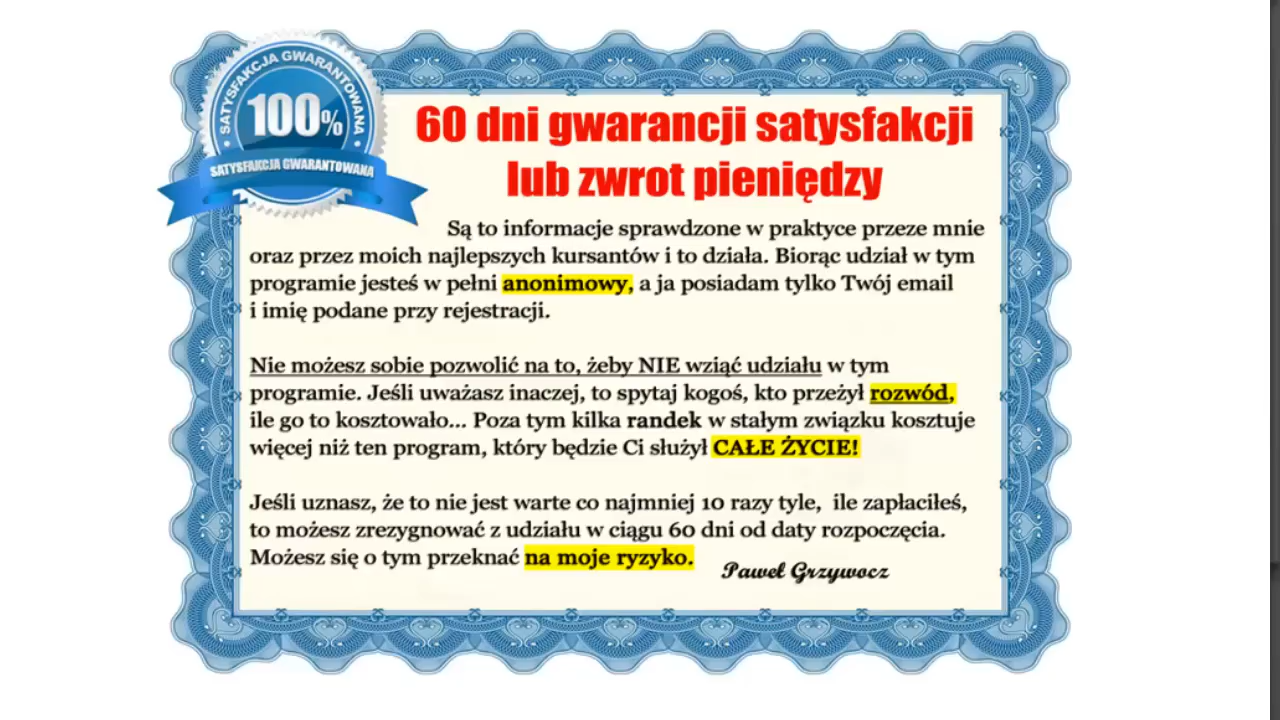 SATYSFAKCJA GWARANTOWANA
100%
SATYSFAKCJA GWARANTOWANA
60 dni gwarancji satysfakcji
lub zwrot pieniędzy
Są to informacje sprawdzone w praktyce przeze mnie
oraz przez moich najlepszych kursantów i to działa. Biorąc udział w tym
programie jesteś w pełni anonimowy, a ja posiadam tylko Twój email
i imię podane przy rejestracji.
Nie możesz sobie pozwolić na to, żeby NIE wziąć udziału w tym
programie. Jeśli uważasz inaczej, to spytaj kogoś, kto przeżył rozwód,
ile go to kosztowało... Poza tym kilka randek w stałym związku kosztuje
więcej niż ten program, który będzie Ci służył CAŁE ŻYCIE!
Jeśli uznasz, że to nie jest warte co najmniej 10 razy tyle, ile zapłaciłeś,
to możesz zrezygnować z udziału w ciągu 60 dni od daty rozpoczęcia.
Możesz się o tym przeknać na moje ryzyko.
Paweł Grzywocz